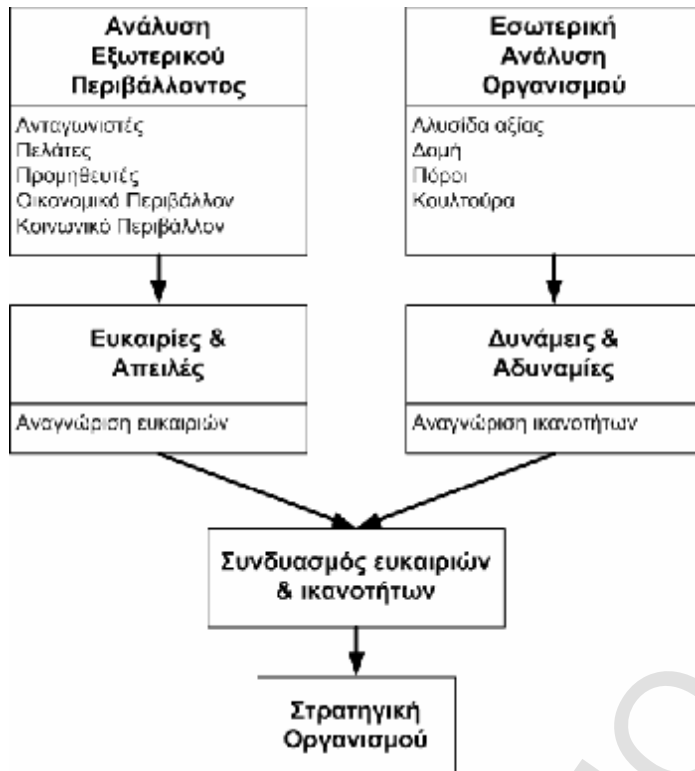 Ανάλυση
Εξωτερικού
Περιβάλλοντος
Ανταγωνιστές
Πελάτες
Προμηθευτές
Οικονομικό Περιβάλλον
Κοινωνικό Περιβάλλον
Εσωτερική
Ανάλυση
Οργανισμού
Αλυσίδα αξίας
Δομή
Πόροι
Κουλτούρα
Ευκαιρίες &
Απειλές
Αναγνώριση ευκαιριών
Δυνάμεις &
Αδυναμίες
Αναγνώριση ικανοτήτων
Συνδυασμός ευκαιριών
& ικανοτήτων
Στρατηγική
Οργανισμού